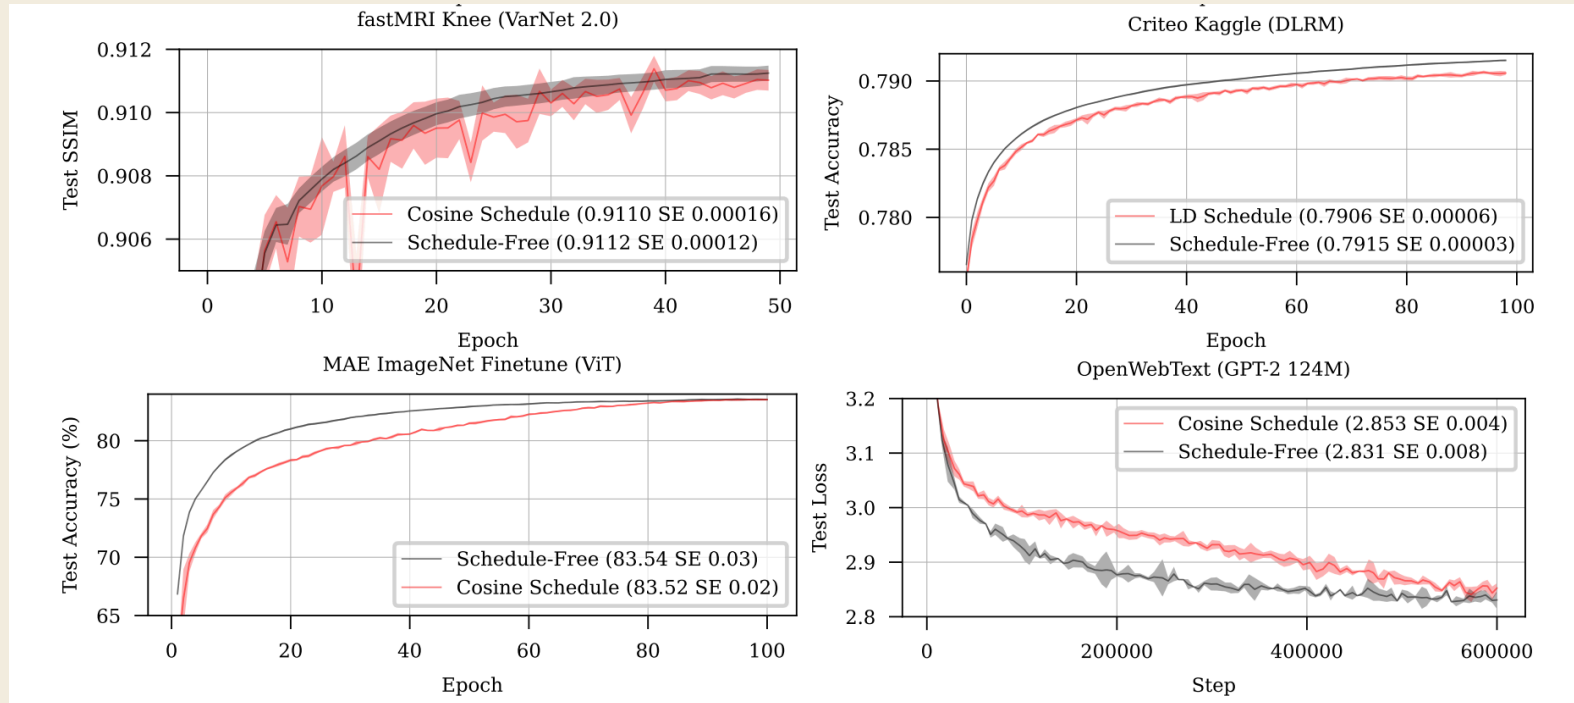 fastMRI Knee (VarNet 2.0)
0.912
0.910
0.908
0.906
Test SSIM
Cosine Schedule (0.9110 SE 0.00016)
Schedule-Free (0.9112 SE 0.00012)
0 10 20 30 40 50
Epoch
Criteo Kaggle (DLRM)
0.790
0.785
0.780
Test Accuracy
LD Schedule (0.7906 SE 0.00006)
Schedule-Free (0.7915 SE 0.00003)
0 20 40 60 80 100
Epoch
MAE ImageNet Finetune (ViT)
80
75
70
65
Test Accuracy (%)
Schedule-Free (83.54 SE 0.03)
Cosine Schedule (83.52 SE 0.02)
0 20 40 60 80 100
Epoch
OpenWebText (GPT-2 124M)
3.2
3.1
3.0
2.9
2.8
Test Loss
Cosine Schedule (2.853 SE 0.004)
Schedule-Free (2.831 SE 0.008)
0 200000 400000 600000
Step